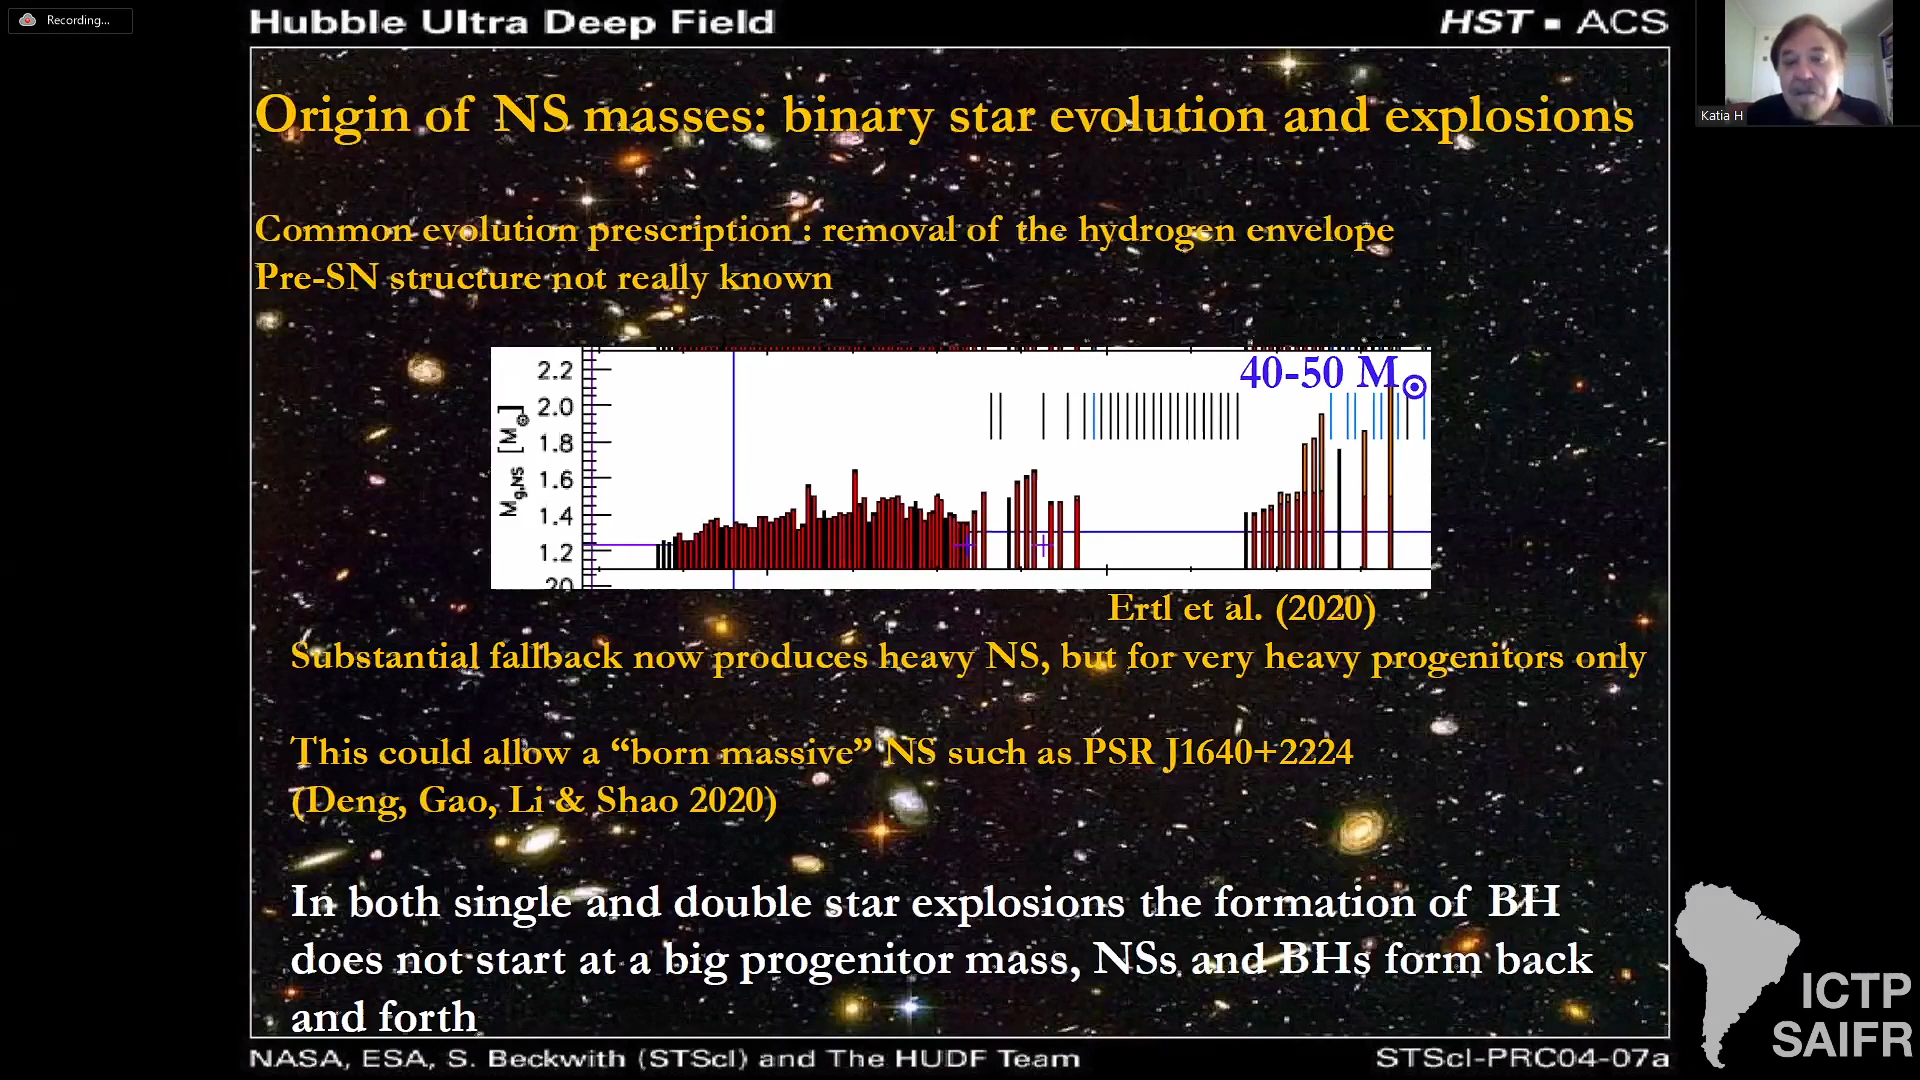 Recording...
Hubble Ultra Deep Field
HST ▪ ACS
Katia H
Origin of NS masses: binary star evolution and explosions
Common evolution prescription : removal of the hydrogen envelope
Pre-SN structure not really known
40-50 M☉
2.2
2.0
1.8
1.6
1.4
1.2
20
Mg,NS [M☉]
Ertl et al. (2020)
Substantial fallback now produces heavy NS, but for very heavy progenitors only
This could allow a “born massive” NS such as PSR J1640+2224
(Deng, Gao, Li & Shao 2020)
In both single and double star explosions the formation of BH
does not start at a big progenitor mass, NSs and BHs form back
and forth
NASA, ESA, S. Beckwith (STScI) and The HUDF Team
STScI-PRC04-07a
ICTP
SAIFR